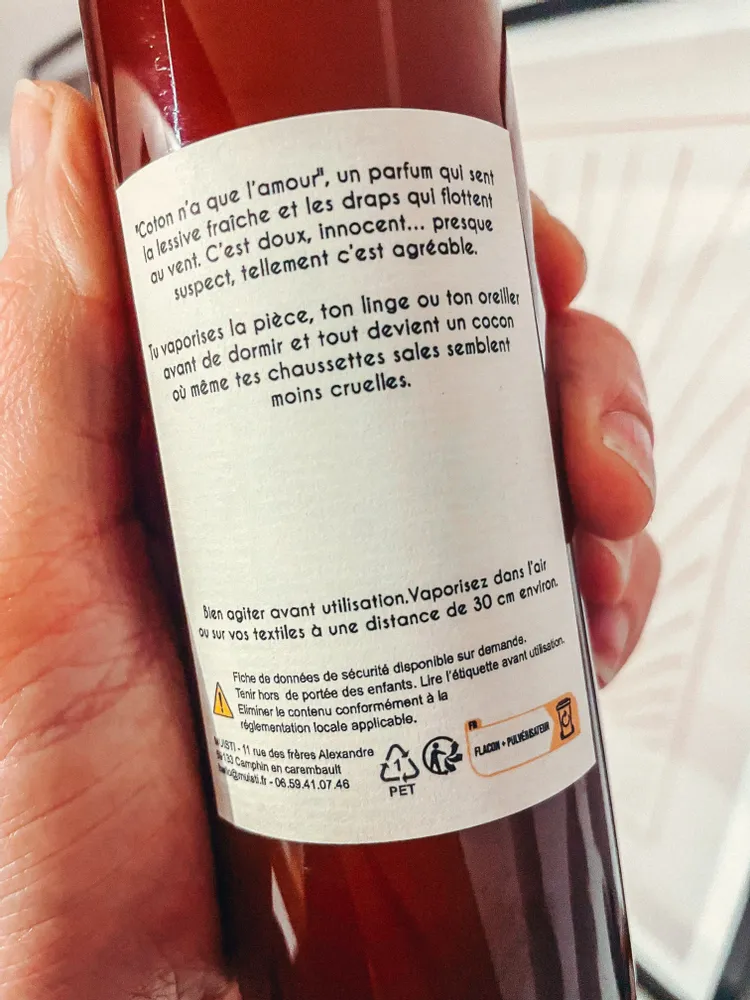 "Coton n'a que l'amour", un parfum qui sent
la lessive fraîche et les draps qui flottent
au vent. C'est doux, innocent... presque
suspect, tellement c'est agréable.
Tu vaporises la pièce, ton linge ou ton oreiller
avant de dormir et tout devient un cocon
où même tes chaussettes sales semblent
moins cruelles.
Bien agiter avant utilisation.Vaporisez dans l'air
ou sur vos textiles à une distance de 30 cm environ.
Fiche de données de sécurité disponible sur demande.
Tenir hors de portée des enfants. Lire l'étiquette avant utilisation.
Eliminer le contenu conformément à la
réglementation locale applicable.
- 11 rue des frères Alexandre
Camphin en carembault
@muisti.fr - 06.59.41.07.46
1
PET
FR
FLACON + PULVÉRISATEUR